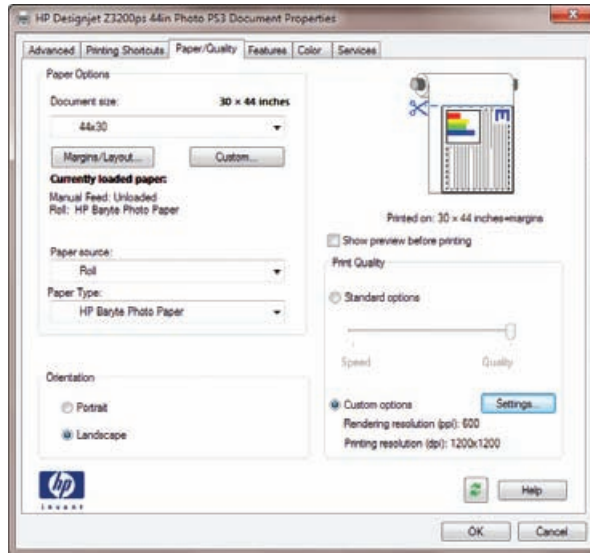 HP Designjet Z3200ps 44in Photo PS3 Document Properties
Advanced Printing Shortcuts Paper/Quality Features Color Services
Paper Options
Document size: 30 × 44 inches
44x30
Margins/Layout... Custom...
Currently loaded paper:
Manual Feed: Unloaded
Roll: HP Baryte Photo Paper
Paper source:
Roll
Paper Type:
HP Baryte Photo Paper
Orientation
Portrait
Landscape
Printed on: 30 × 44 inches+margins
Show preview before printing
Print Quality
Standard options
Speed Quality
Custom options Settings...
Rendering resolution (ppi): 600
Printing resolution (dpi): 1200x1200
hp
invent
Help
OK Cancel